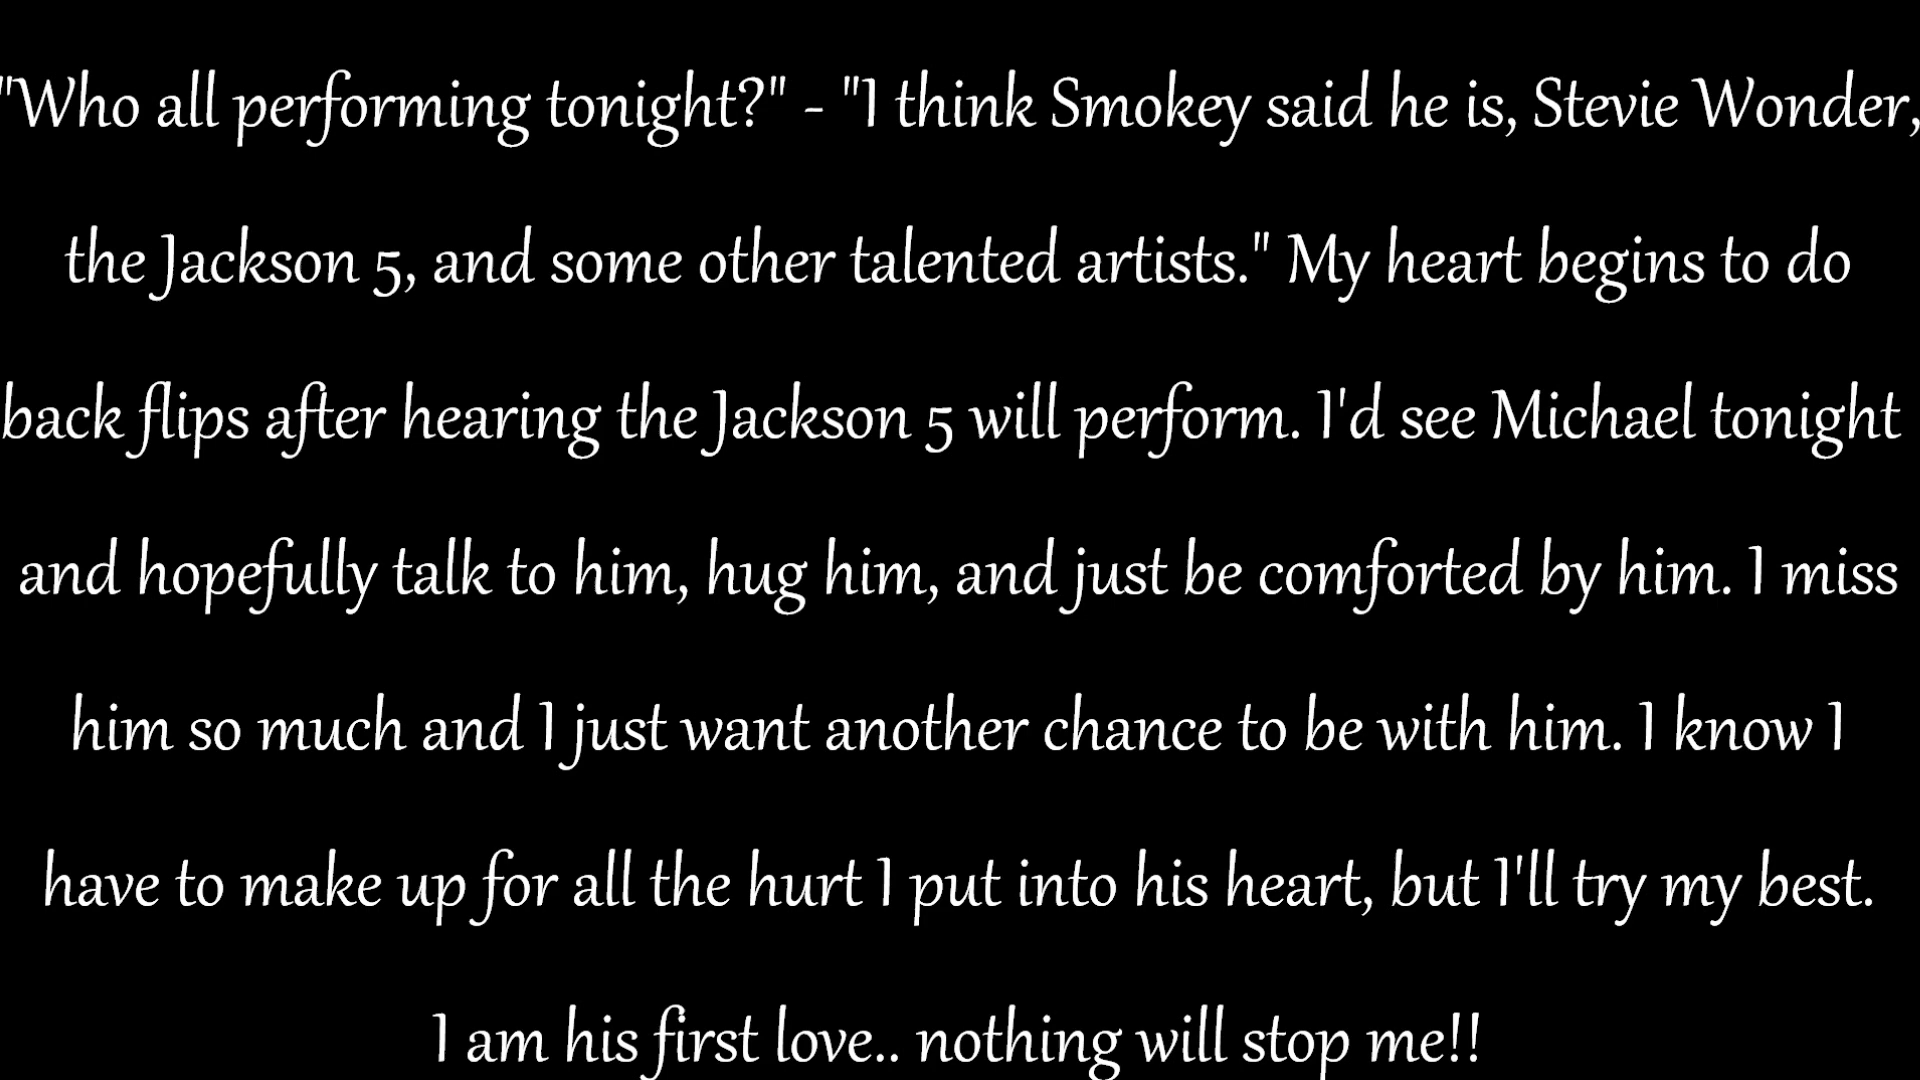 "Who all performing tonight?" - "I think Smokey said he is, Stevie Wonder,
the Jackson 5, and some other talented artists." My heart begins to do
back flips after hearing the Jackson 5 will perform. I'd see Michael tonight
and hopefully talk to him, hug him, and just be comforted by him. I miss
him so much and I just want another chance to be with him. I know I
have to make up for all the hurt I put into his heart, but I'll try my best.
I am his first love.. nothing will stop me!!